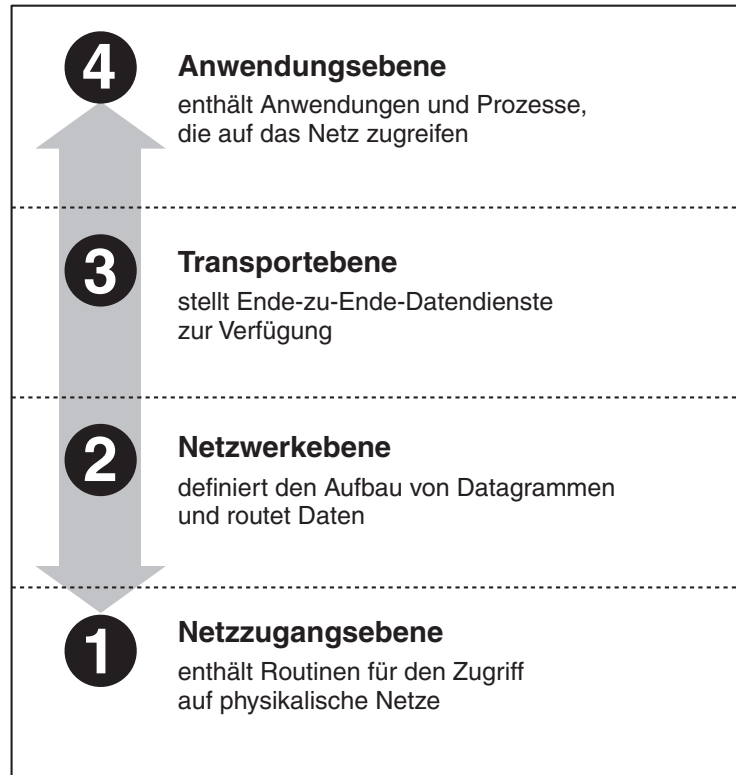 4
Anwendungsebene
enthält Anwendungen und Prozesse,
die auf das Netz zugreifen
3
Transportebene
stellt Ende-zu-Ende-Datendienste
zur Verfügung
2
Netzwerkebene
definiert den Aufbau von Datagrammen
und routet Daten
1
Netzzugangsebene
enthält Routinen für den Zugriff
auf physikalische Netze